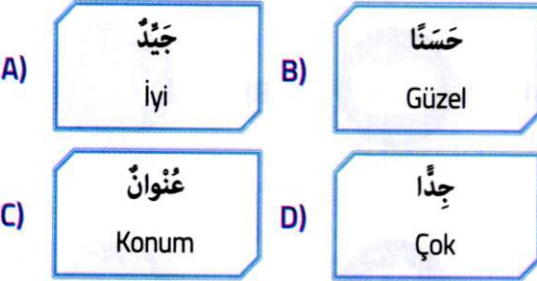 A)
جَيِّدٌ
İyi
B)
حَسَنًا
Güzel
C)
عُنْوانٌ
Konum
D)
جِدًّا
Çok